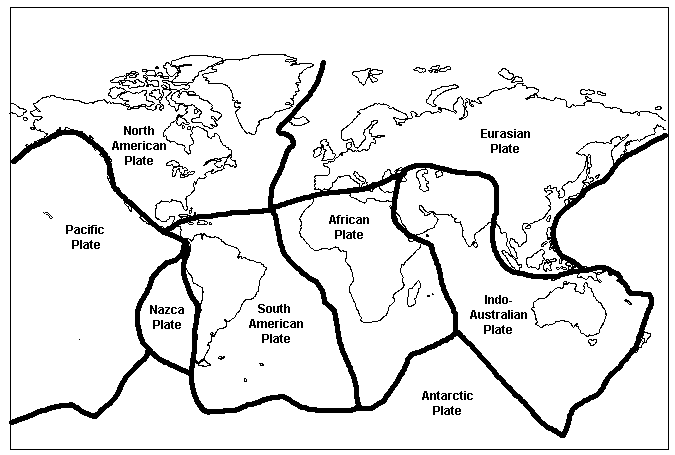 North
American
Plate
Eurasian
Plate
African
Plate
Pacific
Plate
Nazca
Plate
South
American
Plate
Indo-
Australian
Plate
Antarctic
Plate